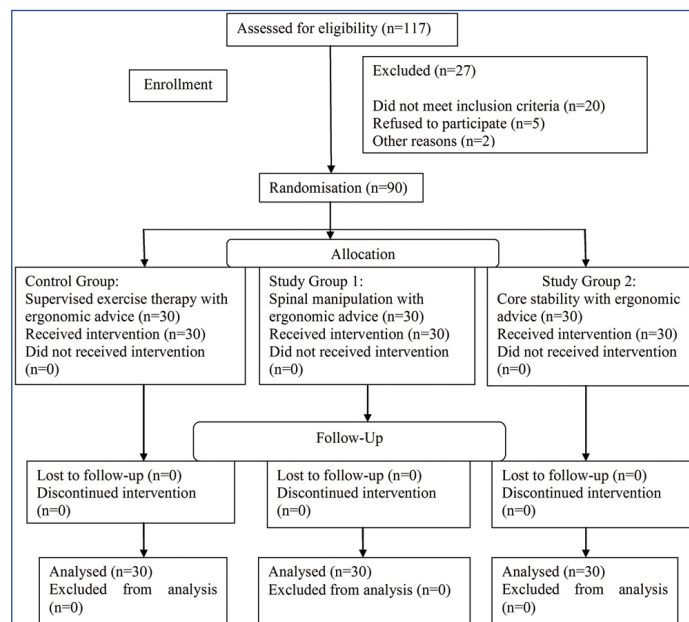 Assessed for eligibility (n=117)
Enrollment
Excluded (n=27)
Did not meet inclusion criteria (n=20)
Refused to participate (n=5)
Other reasons (n=2)
Randomisation (n=90)
Allocation
Control Group:
Supervised exercise therapy with
ergonomic advice (n=30)
Received intervention (n=30)
Did not received intervention
(n=0)
Study Group 1:
Spinal manipulation with
ergonomic advice (n=30)
Received intervention (n=30)
Did not received intervention
(n=0)
Study Group 2:
Core stability with ergonomic
advice (n=30)
Received intervention (n=30)
Did not received intervention
(n=0)
Follow-Up
Lost to follow-up (n=0)
Discontinued intervention
(n=0)
Lost to follow-up (n=0)
Discontinued intervention
(n=0)
Lost to follow-up (n=0)
Discontinued intervention
(n=0)
Analysed (n=30)
Excluded from analysis
(n=0)
Analysed (n=30)
Excluded from analysis (n=0)
Analysed (n=30)
Excluded from analysis
(n=0)